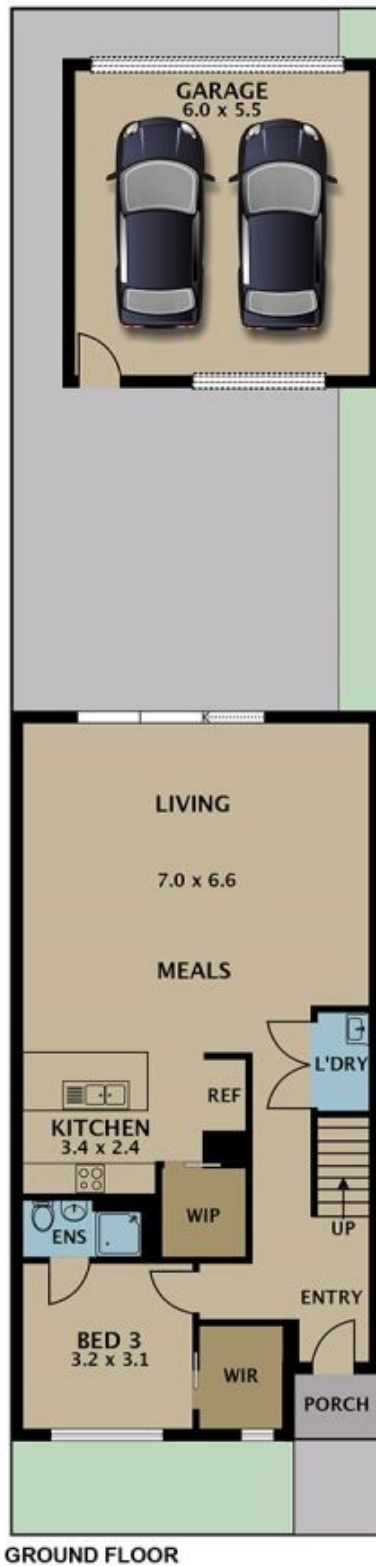 GARAGE
6.0 x 5.5
LIVING
7.0 x 6.6
MEALS
L'DRY
REF
KITCHEN
3.4 x 2.4
WIP
UP
ENS
ENTRY
BED 3
3.2 x 3.1
WIR
PORCH
GROUND FLOOR